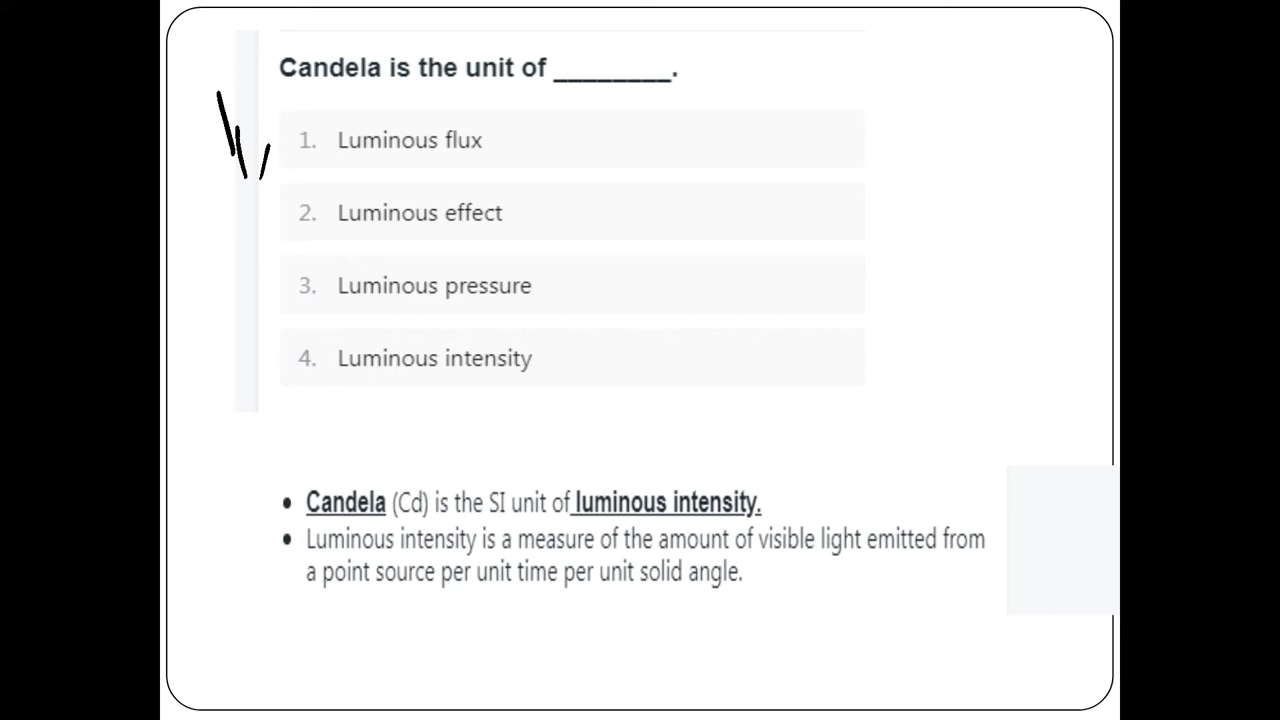 Candela is the unit of ________.
1. Luminous flux
2. Luminous effect
3. Luminous pressure
4. Luminous intensity
• Candela (Cd) is the SI unit of luminous intensity.
• Luminous intensity is a measure of the amount of visible light emitted from
a point source per unit time per unit solid angle.